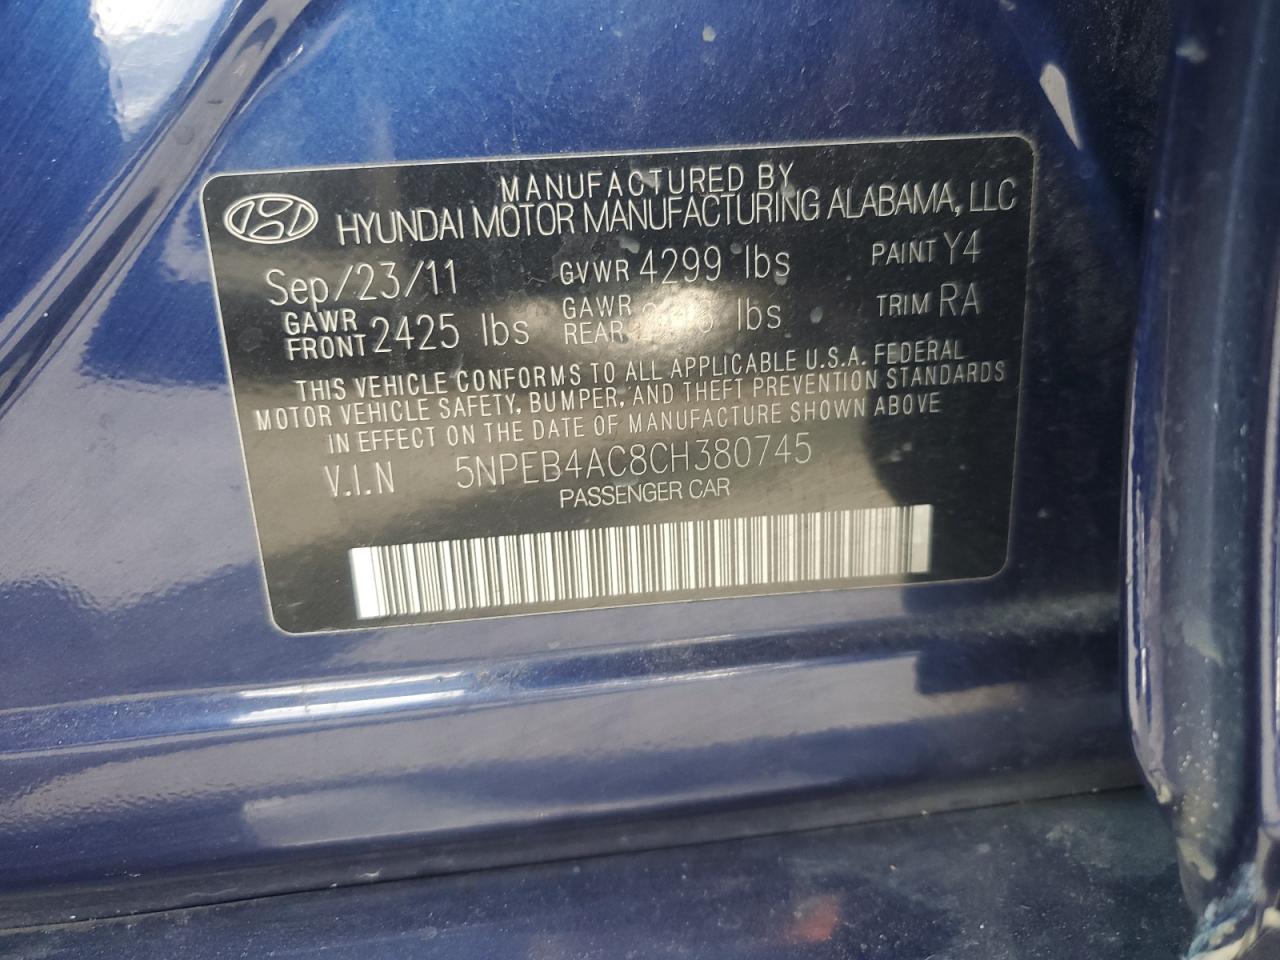 MANUFACTURED BY
HYUNDAI MOTOR MANUFACTURING ALABAMA, LLC
Sep/23/11 GVWR 4299 lbs PAINT Y4
GAWR FRONT 2425 lbs GAWR REAR lbs TRIM RA
THIS VEHICLE CONFORMS TO ALL APPLICABLE U.S.A. FEDERAL
MOTOR VEHICLE SAFETY, BUMPER, AND THEFT PREVENTION STANDARDS
IN EFFECT ON THE DATE OF MANUFACTURE SHOWN ABOVE
V.I.N 5NPEB4AC8CH380745
PASSENGER CAR